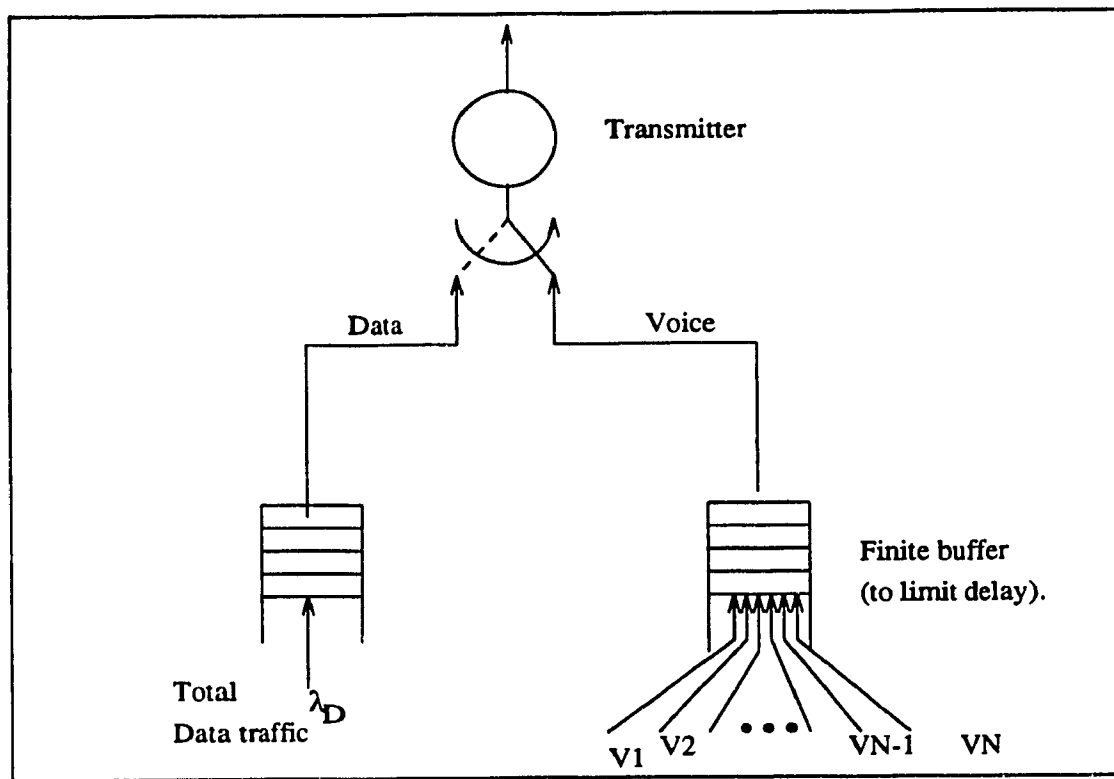 Transmitter
Data
Voice
Finite buffer
(to limit delay).
Total
Data traffic
λD
V1 V2 ••• VN-1 VN